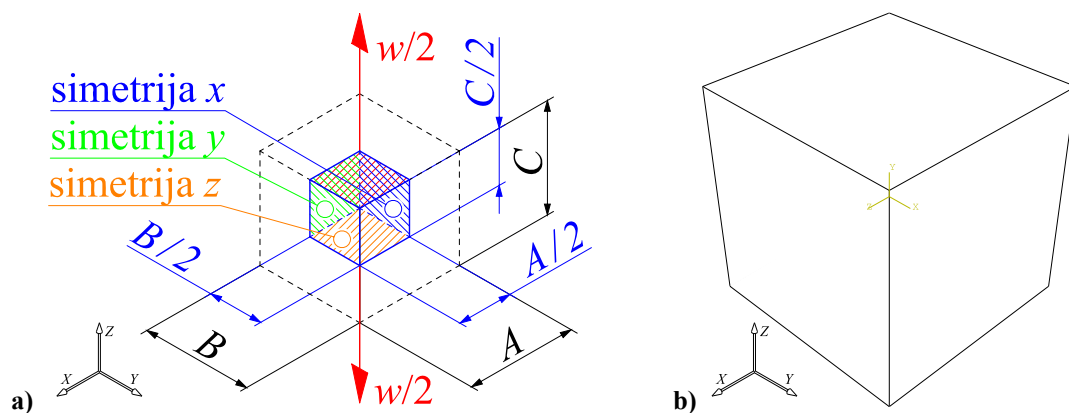 w/2
simetrija x
simetrija y
simetrija z
C/2
C
B/2
A/2
B
A
w/2
Z
X
Y
a)
Y
Z
X
Z
X
Y
b)